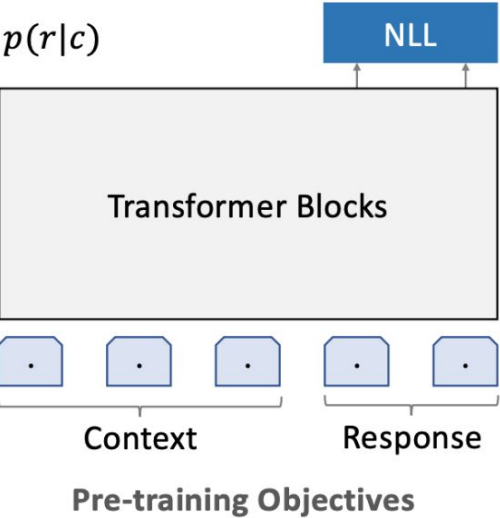 p(r|c)
NLL
Transformer Blocks
Context
Response
Pre-training Objectives